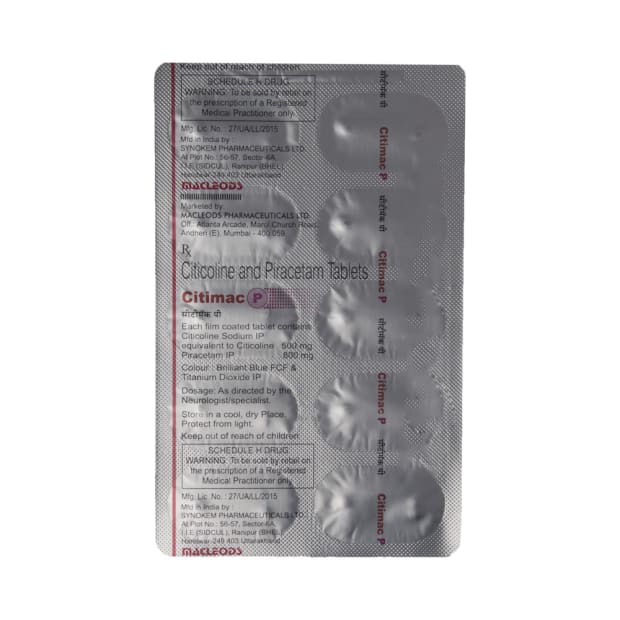 Keep out of reach of children
SCHEDULE H DRUG
WARNING: To be sold by retail on
the prescription of a Registered
Medical Practitioner only.
Mfg. Lic. No. : 27/UA/LL/2015
Mfd in India by :
SYNOKEM PHARMACEUTICALS LTD.
At Plot No.: 56-57, Sector-6A,
I.I.E (SIDCUL), Ranipur (BHEL),
Haridwar-249 403 Uttarakhand
MACLEODS
Marketed by :
MACLEODS PHARMACEUTICALS LTD.
Off.: Atlanta Arcade, Marol Church Road,
Andheri (E), Mumbai - 400 059.
Rx
Citicoline and Piracetam Tablets
Citimac P
सीटीमॅक पी
Each film coated tablet contains
Citicoline Sodium IP
equivalent to Citicoline 500 mg
Piracetam IP 800 mg
Colour : Brilliant Blue FCF &
Titanium Dioxide IP
Dosage: As directed by the
Neurologist/specialist.
Store in a cool, dry Place.
Protect from light.
Keep out of reach of children
SCHEDULE H DRUG
WARNING: To be sold by retail on
the prescription of a Registered
Medical Practitioner only.
Mfg. Lic. No. : 27/UA/LL/2015
Mfd in India by :
SYNOKEM PHARMACEUTICALS LTD.
At Plot No.: 56-57, Sector-6A,
I.I.E (SIDCUL), Ranipur (BHEL),
Haridwar-249 403 Uttarakhand
MACLEODS
सीटीमॅक पी
Citimac P
सीटीमॅक पी
Citimac P
सीटीमॅक पी
Citimac P
सीटीमॅक पी
Citimac P